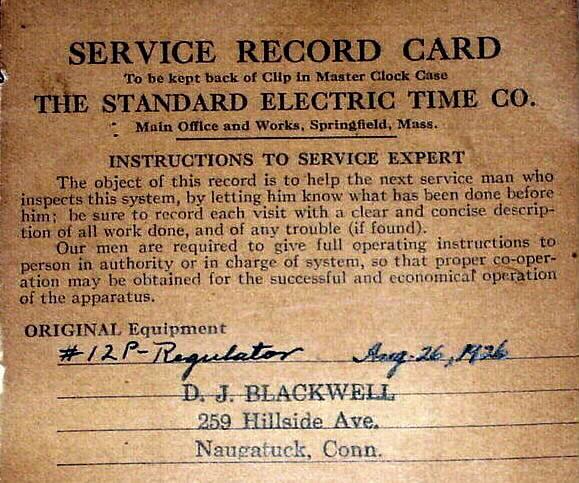 SERVICE RECORD CARD
To be kept back of Clip in Master Clock Case
THE STANDARD ELECTRIC TIME CO.
Main Office and Works, Springfield, Mass.
INSTRUCTIONS TO SERVICE EXPERT
The object of this record is to help the next service man who
inspects this system, by letting him know what has been done before
him; be sure to record each visit with a clear and concise descrip-
tion of all work done, and of any trouble (if found).
Our men are required to give full operating instructions to
person in authority or in charge of system, so that proper co-oper-
ation may be obtained for the successful and economical operation
of the apparatus.
ORIGINAL Equipment
#12P-Regulator Aug-26, 1926
D. J. BLACKWELL
259 Hillside Ave.
Naugatuck, Conn.